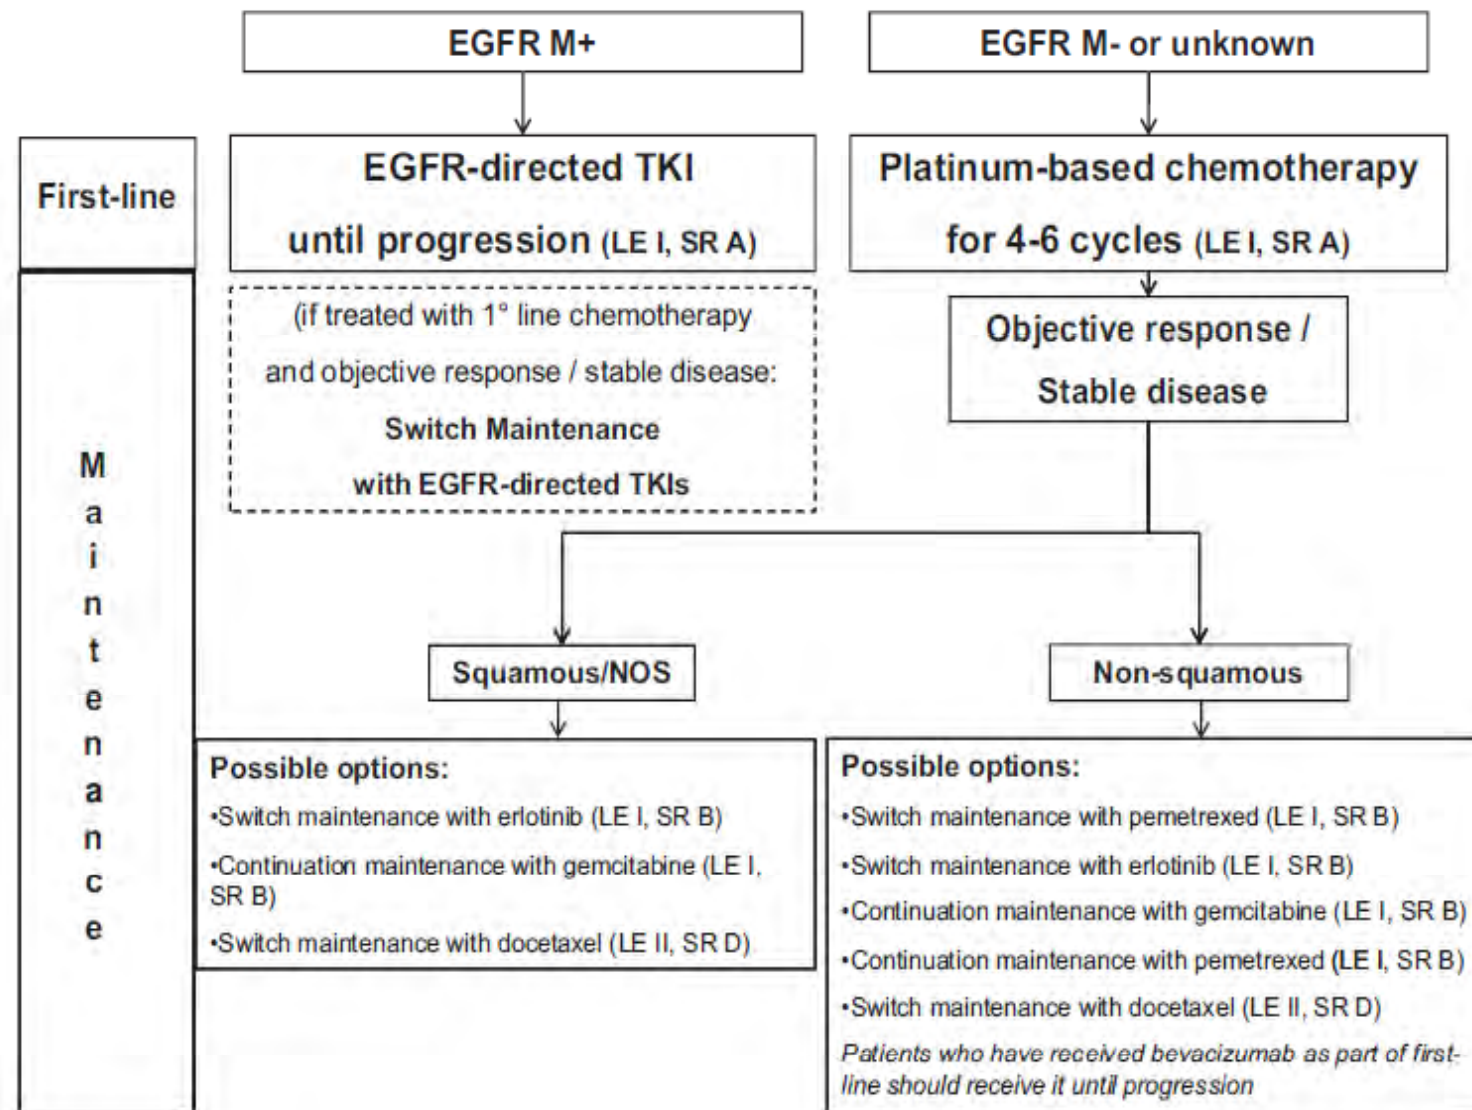 EGFR M+
EGFR M- or unknown
First-line
EGFR-directed TKI
until progression (LE I, SR A)
Platinum-based chemotherapy
for 4-6 cycles (LE I, SR A)
(if treated with 1° line chemotherapy
and objective response / stable disease:
Switch Maintenance
with EGFR-directed TKIs
Objective response /
Stable disease
Maintenance
Squamous/NOS
Non-squamous
Possible options:
•Switch maintenance with erlotinib (LE I, SR B)
•Continuation maintenance with gemcitabine (LE I,
SR B)
•Switch maintenance with docetaxel (LE II, SR D)
Possible options:
•Switch maintenance with pemetrexed (LE I, SR B)
•Switch maintenance with erlotinib (LE I, SR B)
•Continuation maintenance with gemcitabine (LE I, SR B)
•Continuation maintenance with pemetrexed (LE I, SR B)
•Switch maintenance with docetaxel (LE II, SR D)
Patients who have received bevacizumab as part of first-
line should receive it until progression